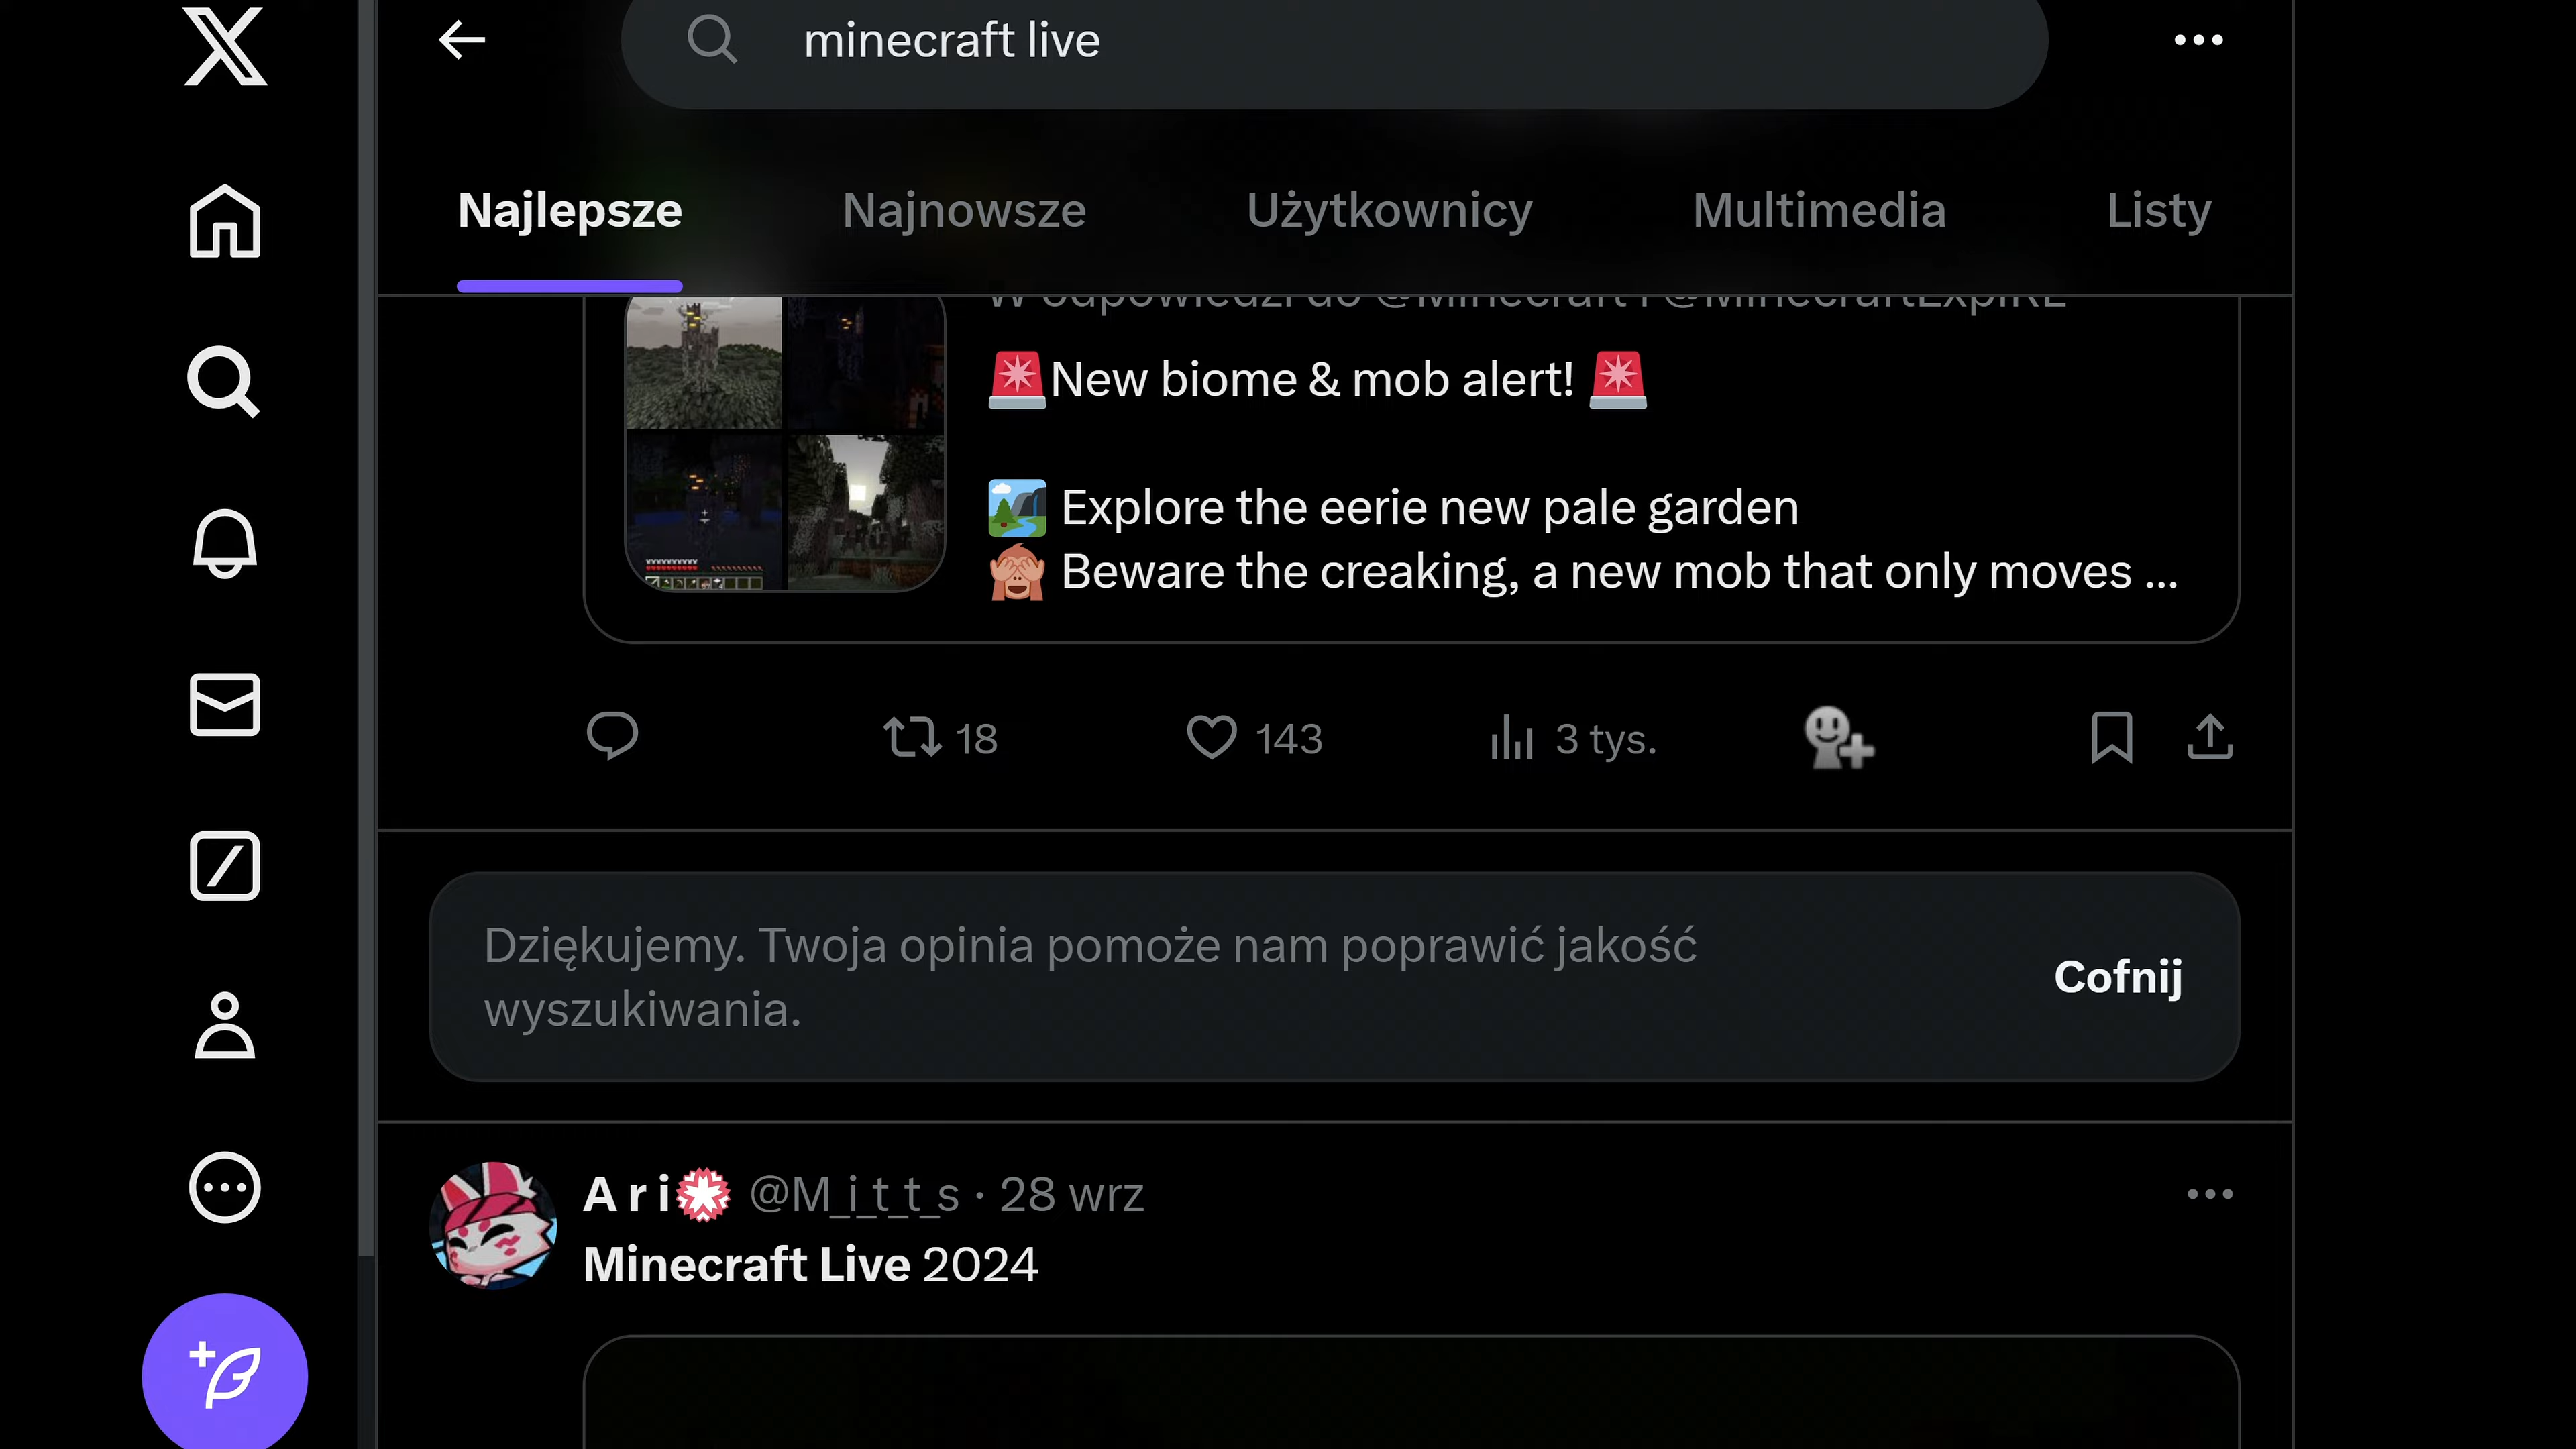 minecraft live
Najlepsze Najnowsze Użytkownicy Multimedia Listy
W odpowiedzi do @Minecraft i @MinecraftExpIRL
🚨New biome & mob alert! 🚨
🏞️ Explore the eerie new pale garden
🙈 Beware the creaking, a new mob that only moves ...
18 143 3 tys.
Dziękujemy. Twoja opinia pomoże nam poprawić jakość
wyszukiwania.
Cofnij
A r i💮 @M_i_t_t_s · 28 wrz
Minecraft Live 2024